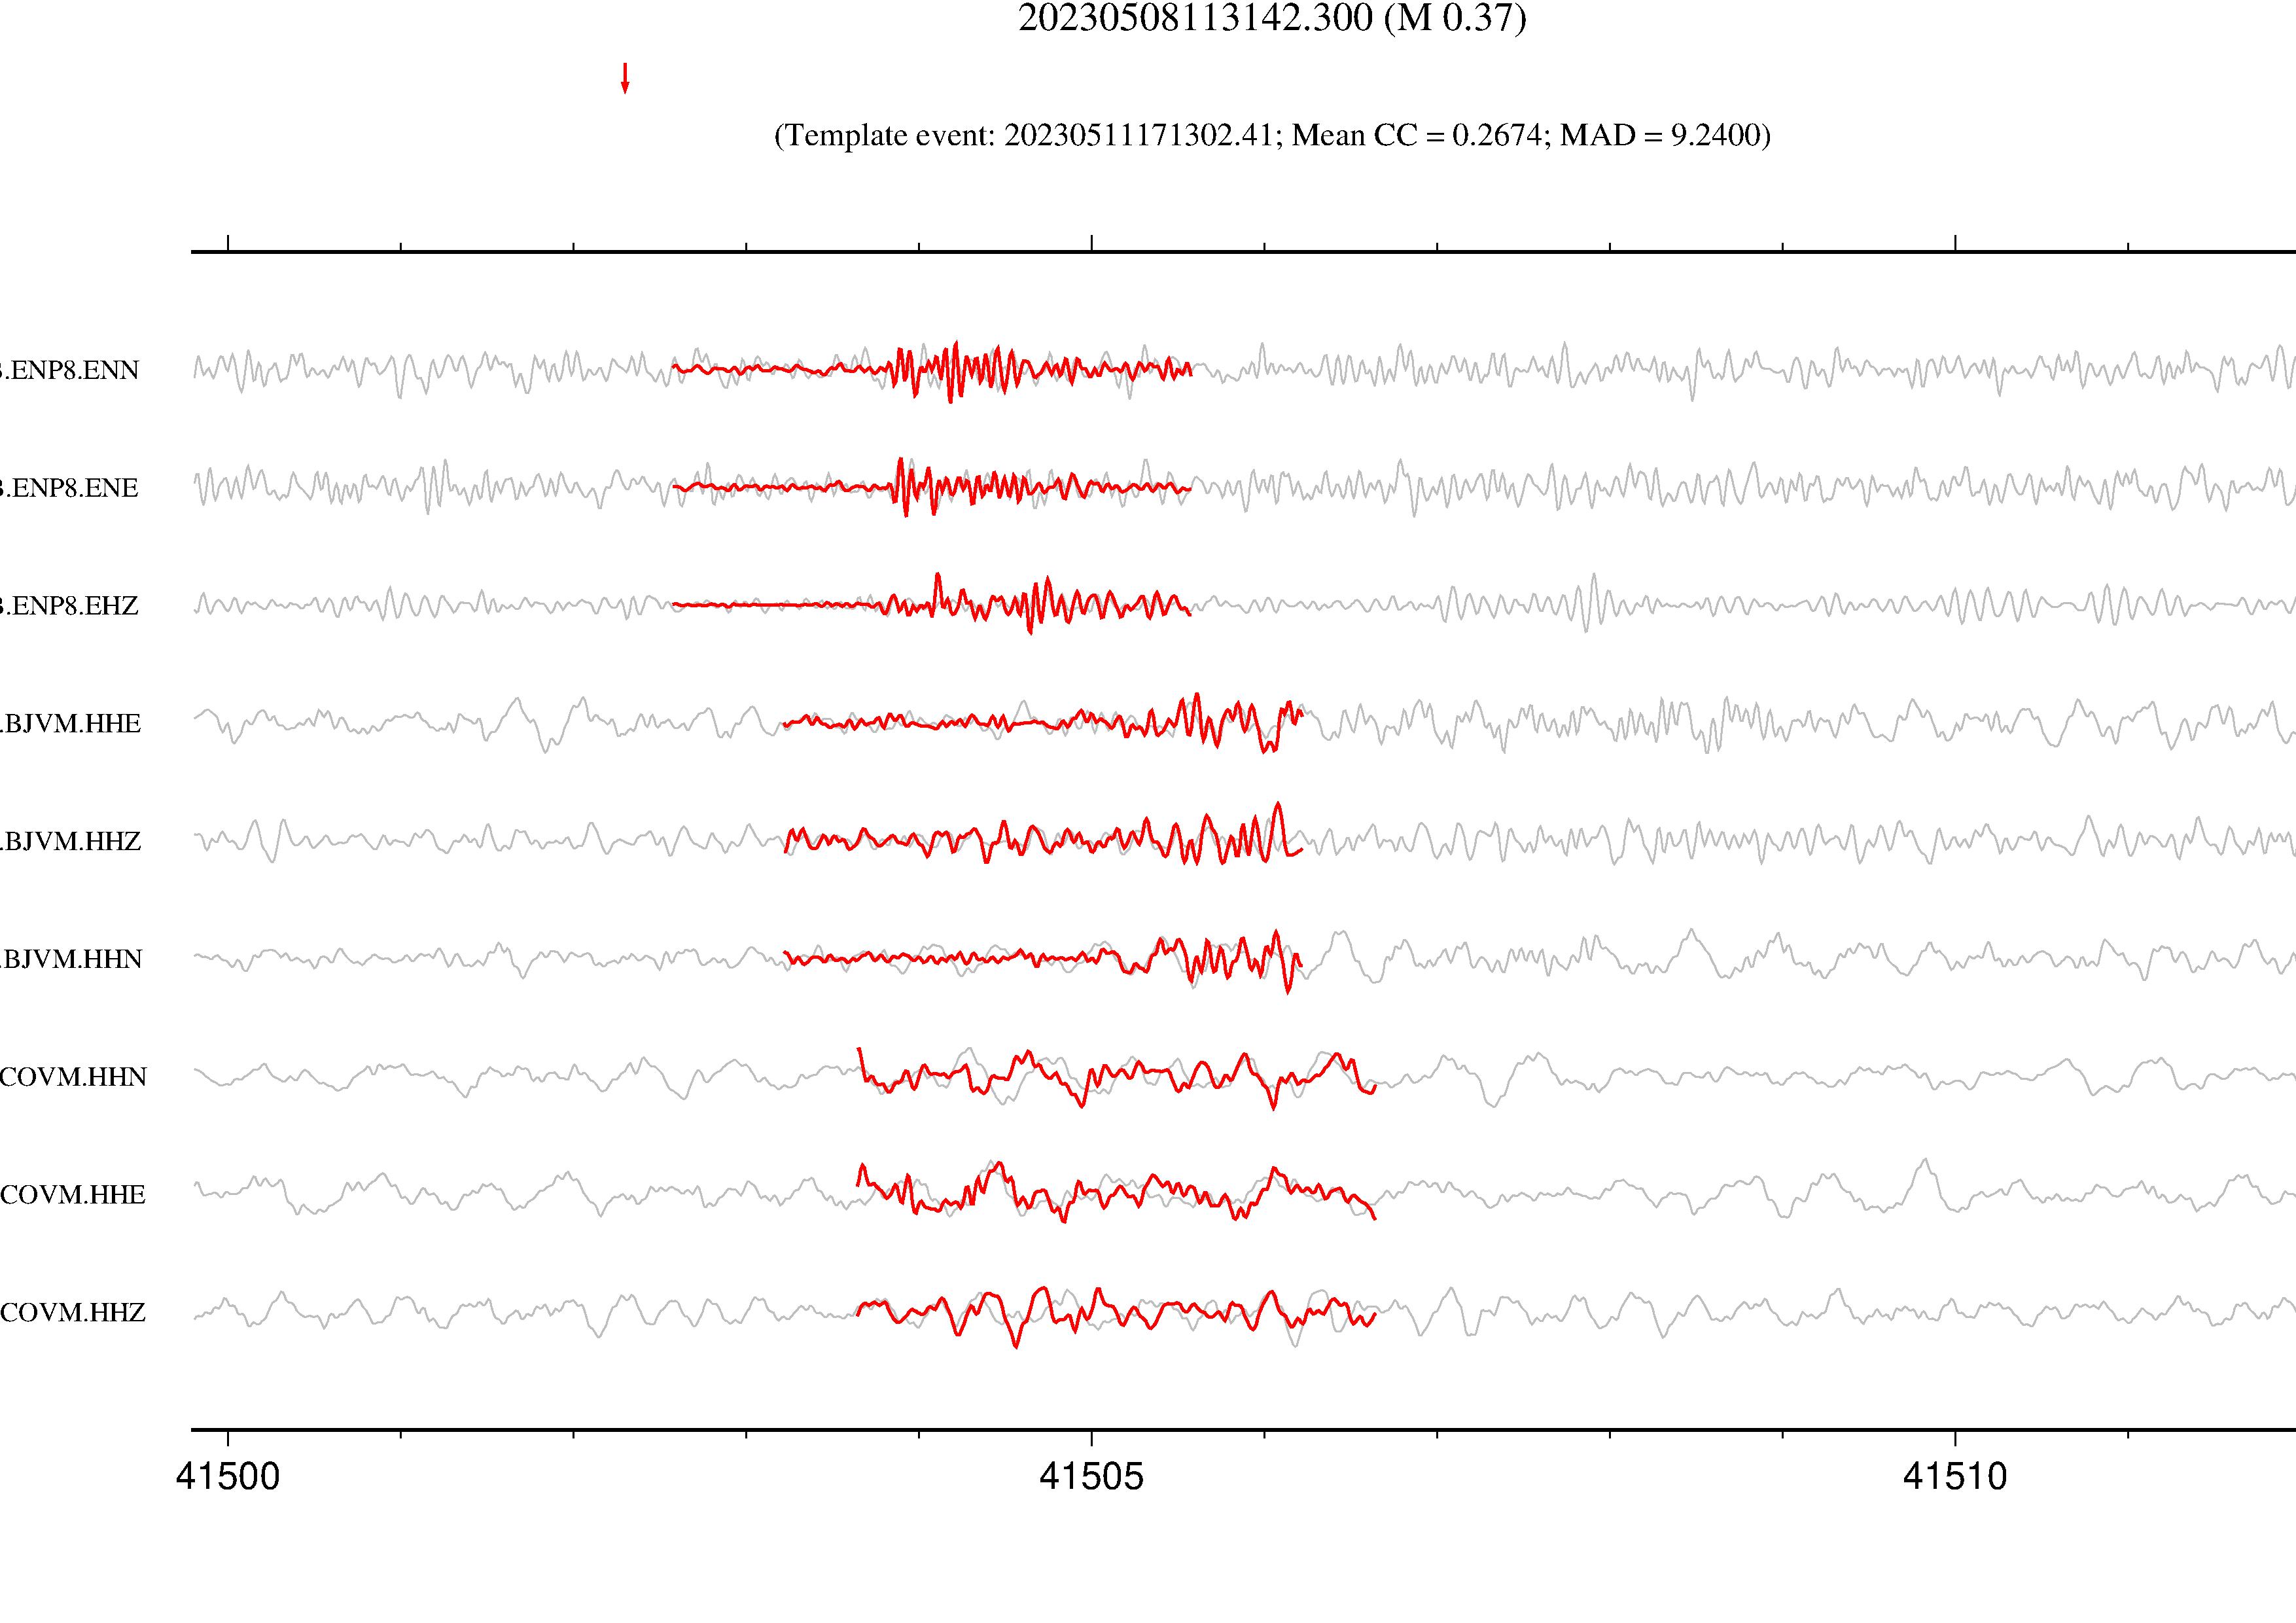 20230508113142.300 (M 0.37)
(Template event: 20230511171302.41; Mean CC = 0.2674; MAD = 9.2400)
.ENP8.ENN
.ENP8.ENE
.ENP8.EHZ
.BJVM.HHE
.BJVM.HHZ
.BJVM.HHN
COVM.HHN
COVM.HHE
COVM.HHZ
41500 41505 41510